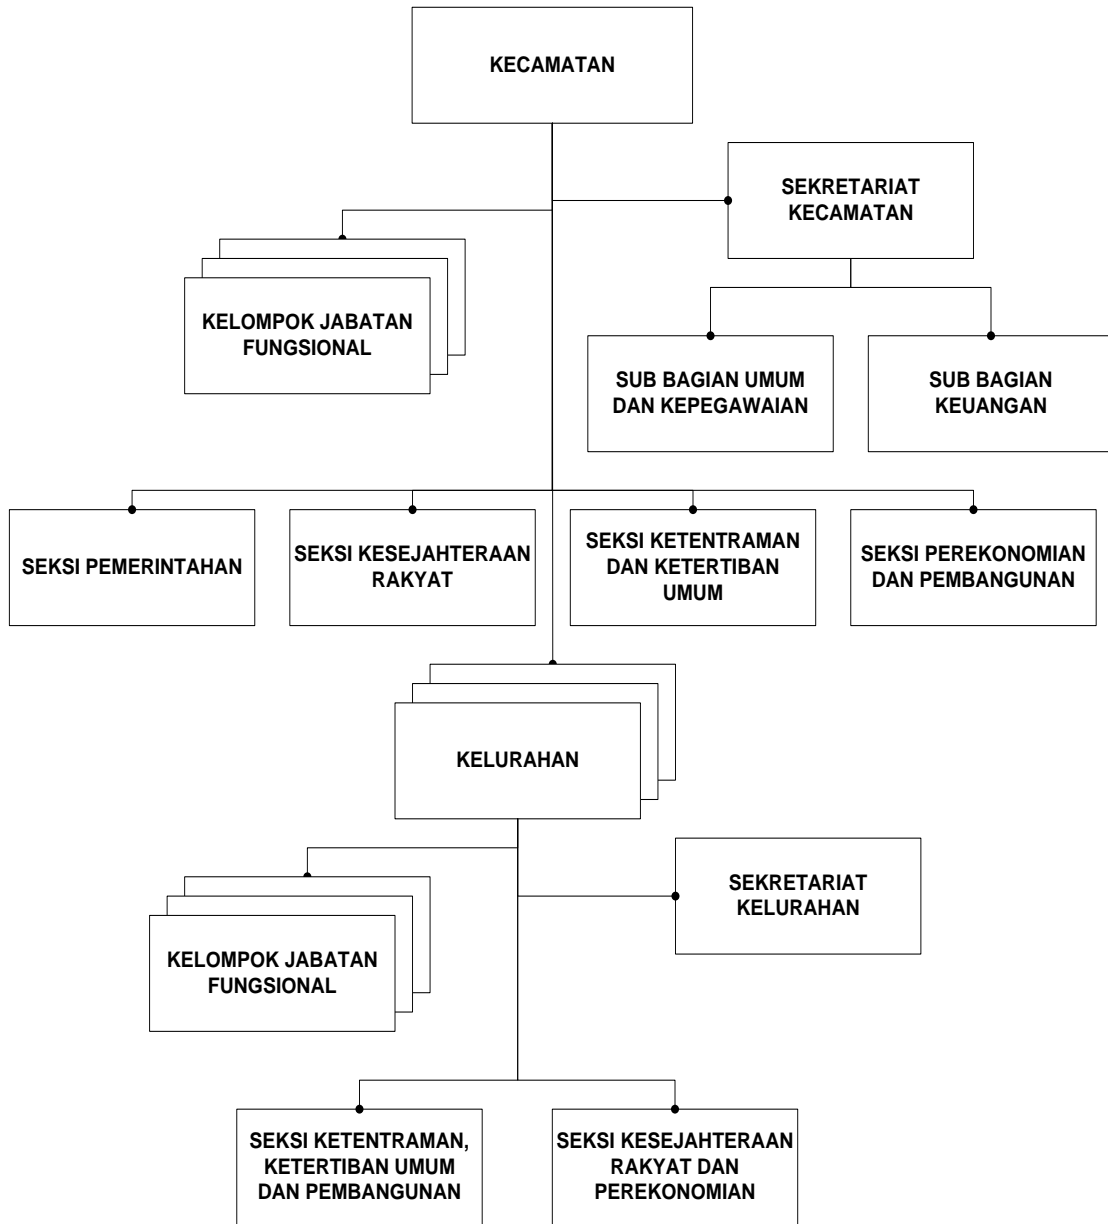 KECAMATAN
SEKRETARIAT
KECAMATAN
KELOMPOK JABATAN
FUNGSIONAL
SUB BAGIAN UMUM
DAN KEPEGAWAIAN
SUB BAGIAN
KEUANGAN
SEKSI PEMERINTAHAN
SEKSI KESEJAHTERAAN
RAKYAT
SEKSI KETENTRAMAN
DAN KETERTIBAN
UMUM
SEKSI PEREKONOMIAN
DAN PEMBANGUNAN
KELURAHAN
SEKRETARIAT
KELURAHAN
KELOMPOK JABATAN
FUNGSIONAL
SEKSI KETENTRAMAN,
KETERTIBAN UMUM
DAN PEMBANGUNAN
SEKSI KESEJAHTERAAN
RAKYAT DAN
PEREKONOMIAN